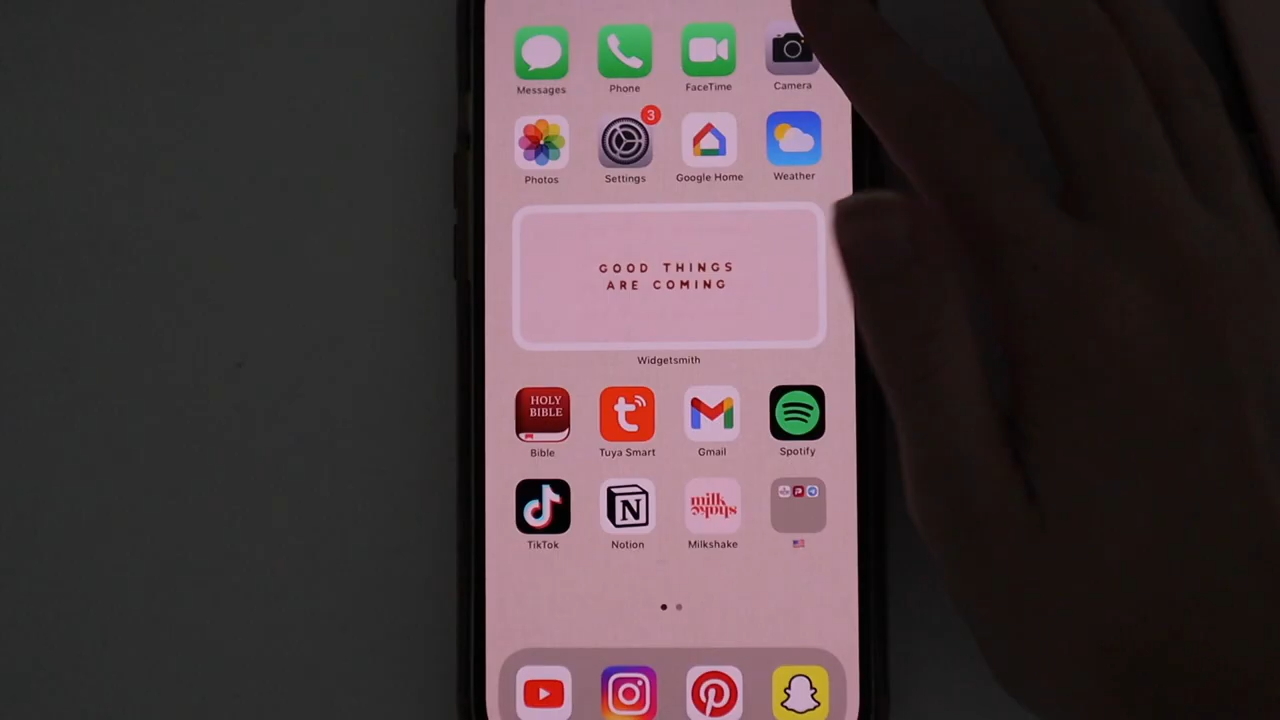 Messages Phone FaceTime Camera
3
Photos Settings Google Home Weather
GOOD THINGS
ARE COMING
Widgetsmith
HOLY
BIBLE
Bible Tuya Smart Gmail Spotify
N
milk
shake
TikTok Notion Milkshake